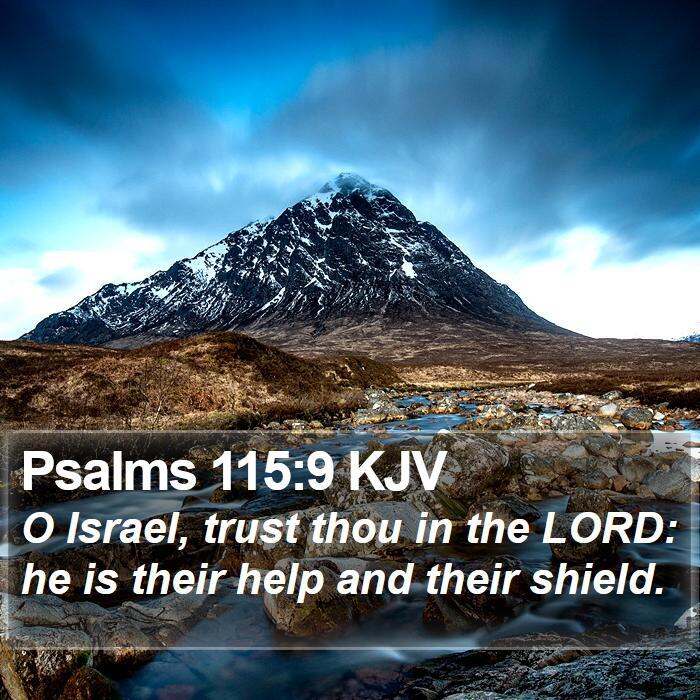 Psalms 115:9 KJV
O Israel, trust thou in the LORD:
he is their help and their shield.